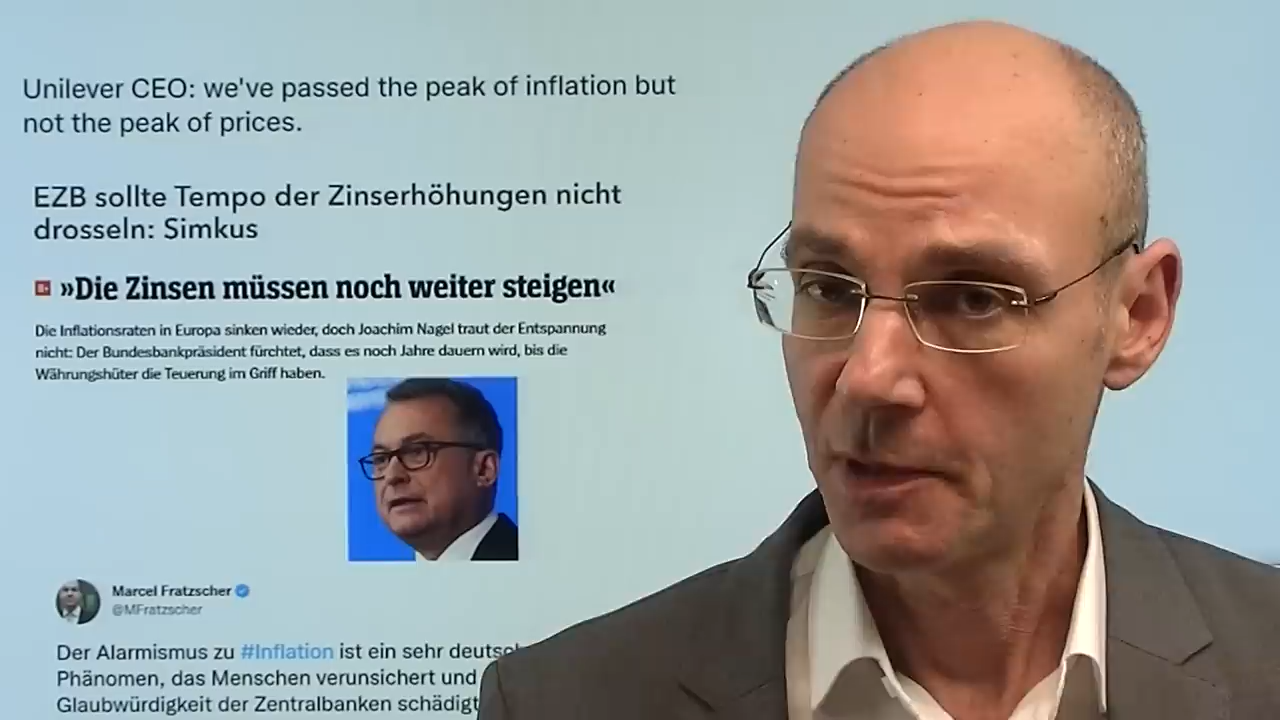 Unilever CEO: we've passed the peak of inflation but
not the peak of prices.
EZB sollte Tempo der Zinserhöhungen nicht
drosseln: Simkus
»Die Zinsen müssen noch weiter steigen«
Die Inflationsraten in Europa sinken wieder, doch Joachim Nagel traut der Entspannung
nicht: Der Bundesbankpräsident fürchtet, dass es noch Jahre dauern wird, bis die
Währungshüter die Teuerung im Griff haben.
Marcel Fratzscher
@MFratzscher
Der Alarmismus zu #Inflation ist ein sehr
Phänomen, das Menschen verunsichert und
Glaubwürdigkeit der Zentralbanken schädigt